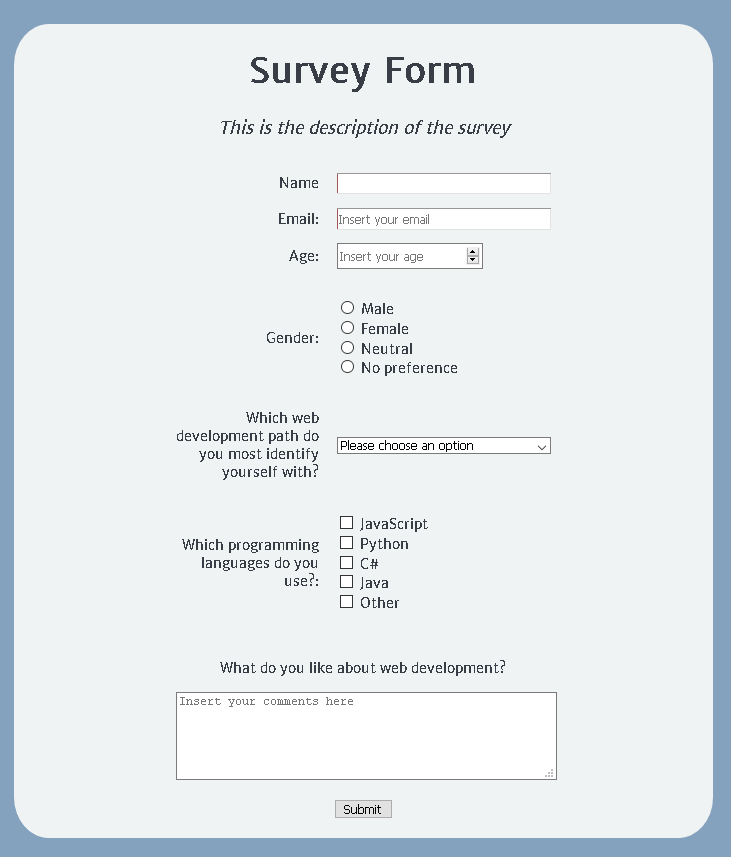 Survey Form
This is the description of the survey
Name
Email: Insert your email
Age: Insert your age
Gender:
Male
Female
Neutral
No preference
Which web
development path do
you most identify
yourself with?
Please choose an option
Which programming
languages do you
use?:
JavaScript
Python
C#
Java
Other
What do you like about web development?
Insert your comments here
Submit